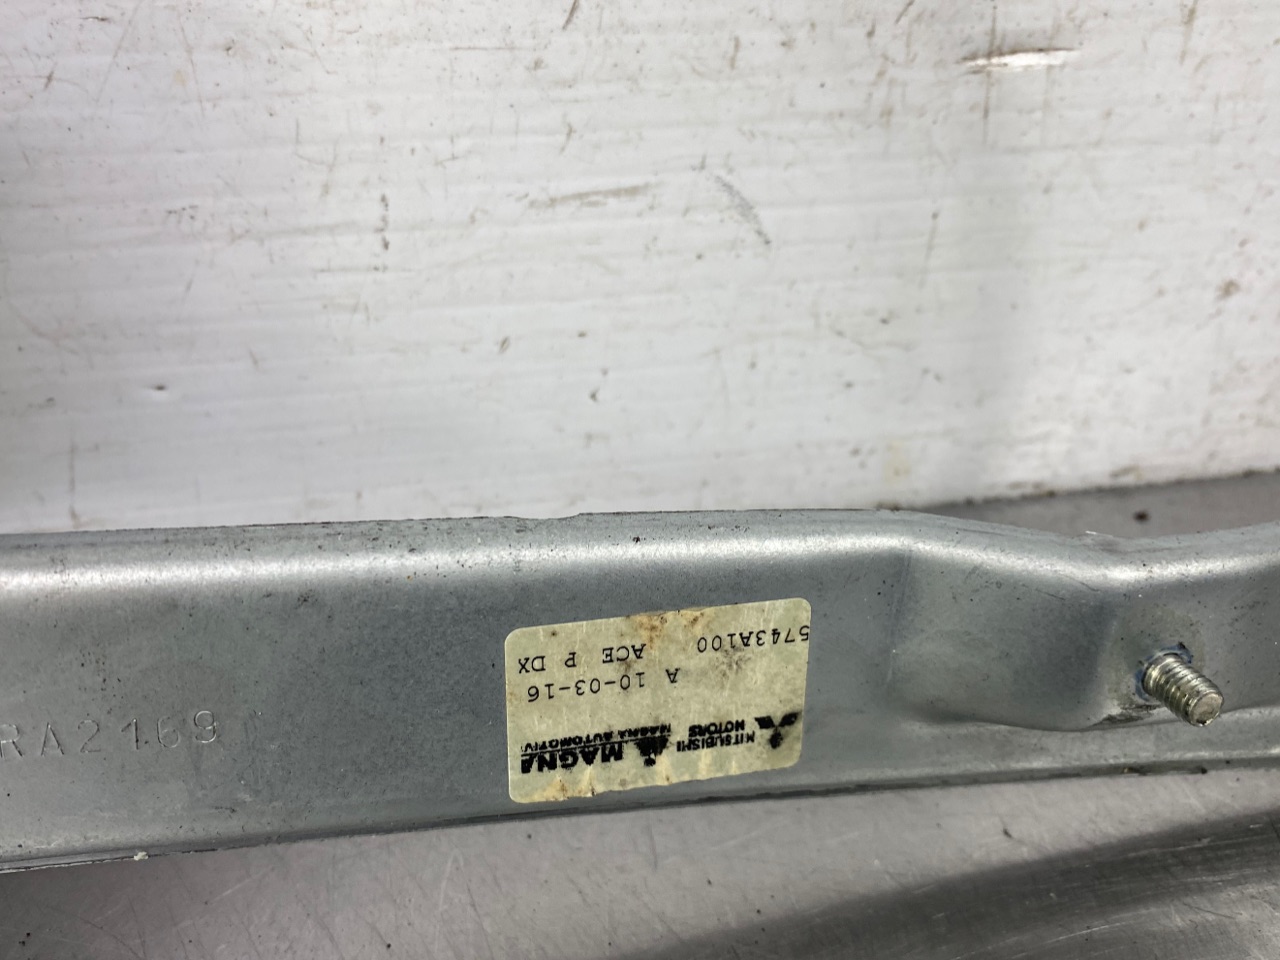 RA2169
MITSUBISHI
MOTORS
MAGNA
MAGNA AUTOMOTIV
A 10-03-16
5743A100 ACE P DX